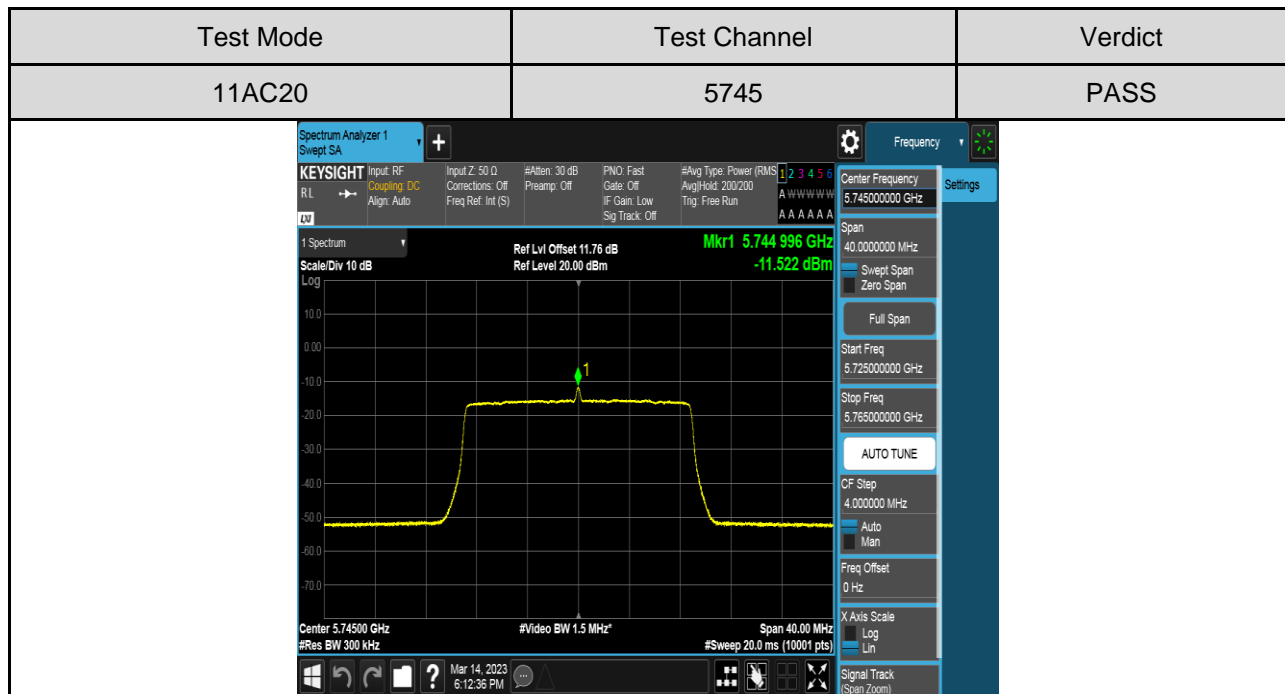 Test Mode Test Channel Verdict
11AC20 5745 PASS
Spectrum Analyzer 1
Swept SA
+
Frequency
KEYSIGHT Input: RF Input Z: 50 Ω #Atten: 30 dB PNO: Fast #Avg Type: Power (RMS 1 2 3 4 5 6
RL Coupling: DC Corrections: Off Preamp: Off Gate: Off Avg|Hold: 200/200 A W W W W W
Align: Auto Freq Ref: Int (S) IF Gain: Low Trig: Free Run
LXI Sig Track: Off A A A A A A
1 Spectrum Ref Lvl Offset 11.76 dB Mkr1 5.744 996 GHz
Scale/Div 10 dB Ref Level 20.00 dBm -11.522 dBm
Log
10.0
0.00
1
-10.0
-20.0
-30.0
-40.0
-50.0
-60.0
-70.0
Center 5.74500 GHz #Video BW 1.5 MHz* Span 40.00 MHz
#Res BW 300 kHz #Sweep 20.0 ms (10001 pts)
? Mar 14, 2023
6:12:36 PM
Center Frequency
5.745000000 GHz
Settings
Span
40.0000000 MHz
Swept Span
Zero Span
Full Span
Start Freq
5.725000000 GHz
Stop Freq
5.765000000 GHz
AUTO TUNE
CF Step
4.000000 MHz
Auto
Man
Freq Offset
0 Hz
X Axis Scale
Log
Lin
Signal Track
(Span Zoom)